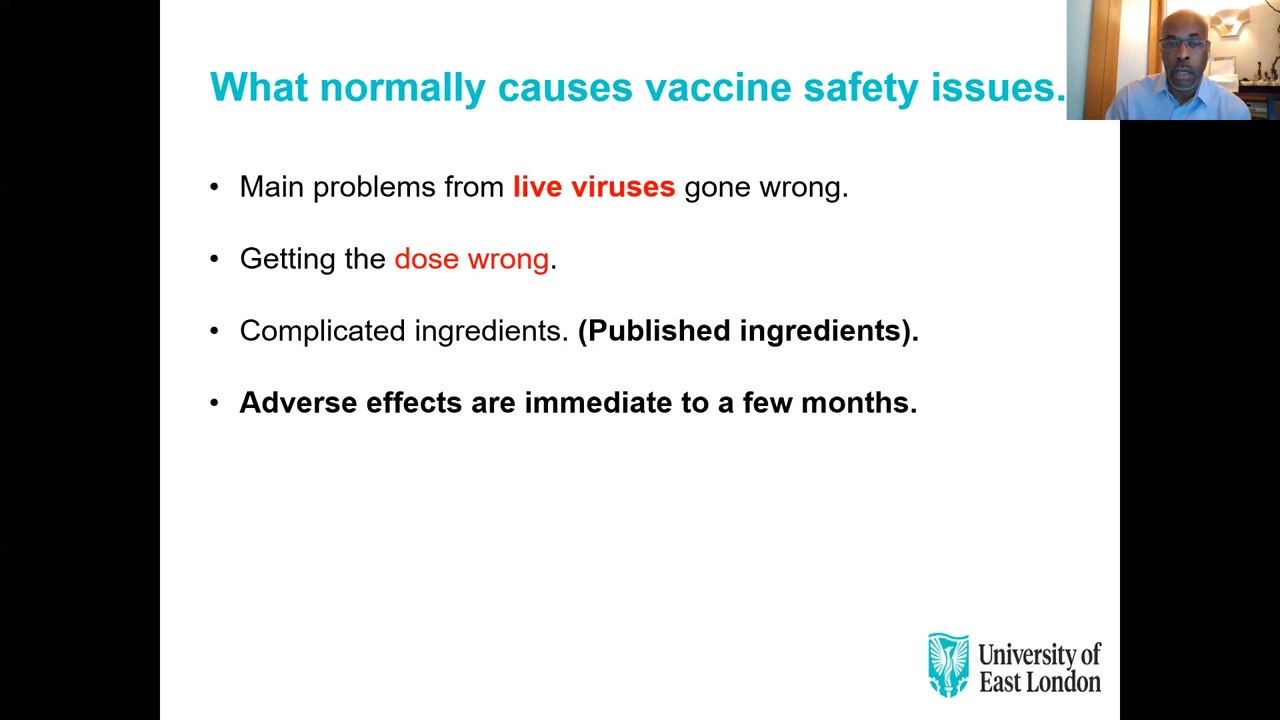 What normally causes vaccine safety issues.
• Main problems from live viruses gone wrong.
• Getting the dose wrong.
• Complicated ingredients. (Published ingredients).
• Adverse effects are immediate to a few months.
University of
East London